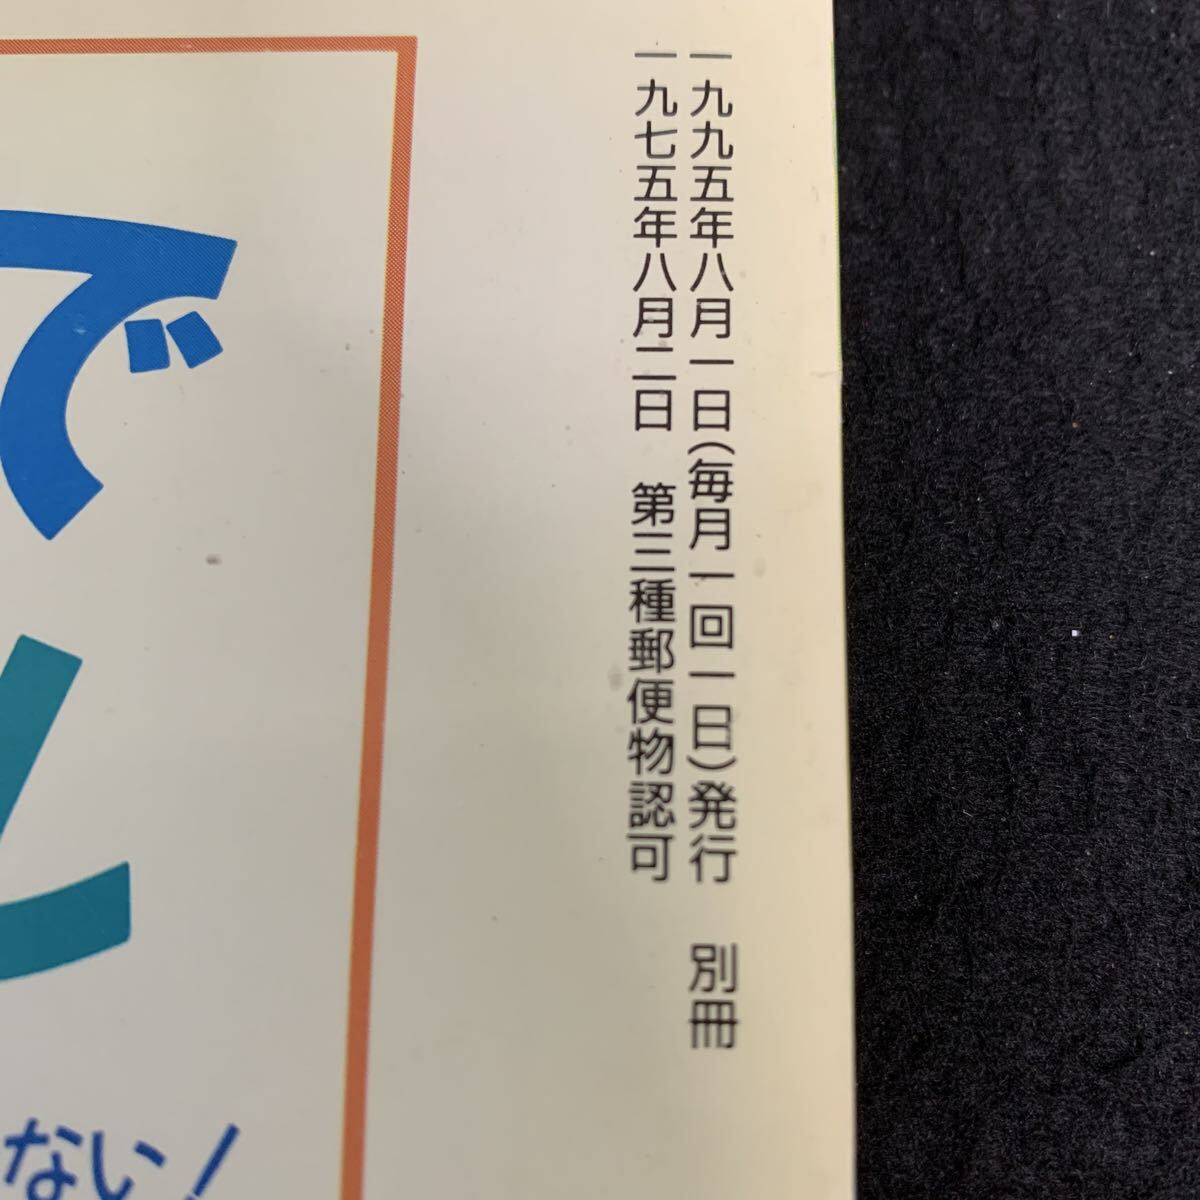 一九九五年八月一日(毎月一回一日)発行　別冊
一九七五年八月二日　第三種郵便物認可
で
ない!